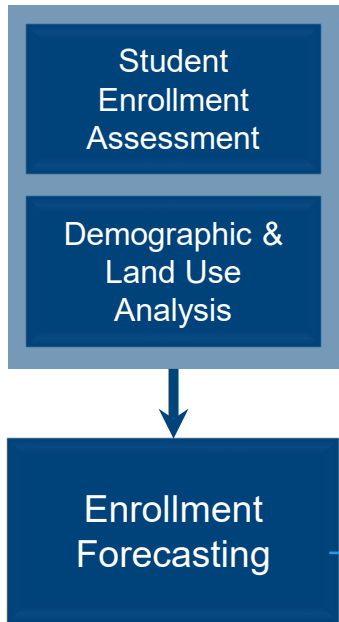 Student
Enrollment
Assessment
Demographic &
Land Use
Analysis
Enrollment
Forecasting